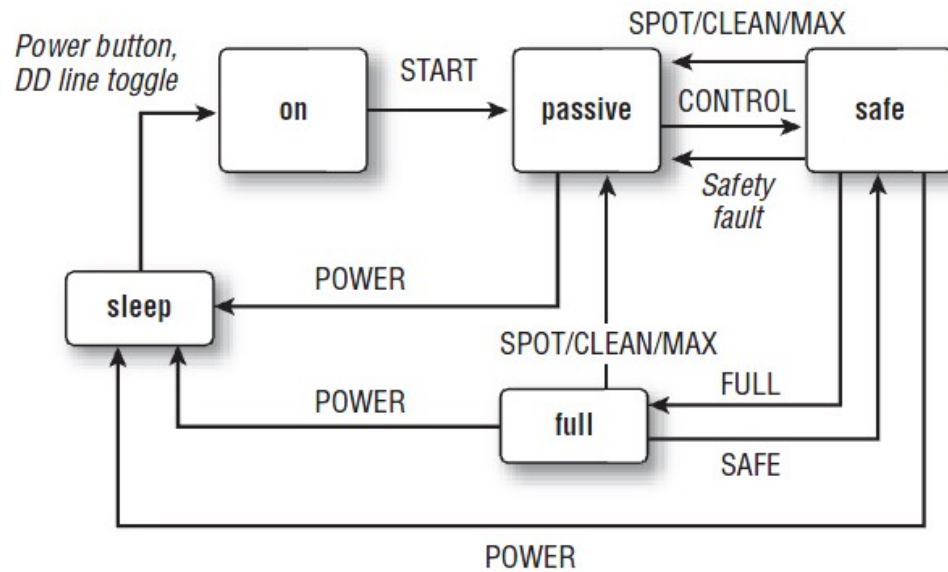 Power button,
DD line toggle
on
START
passive
SPOT/CLEAN/MAX
CONTROL
safe
Safety
fault
sleep
POWER
SPOT/CLEAN/MAX
POWER
full
FULL
SAFE
POWER